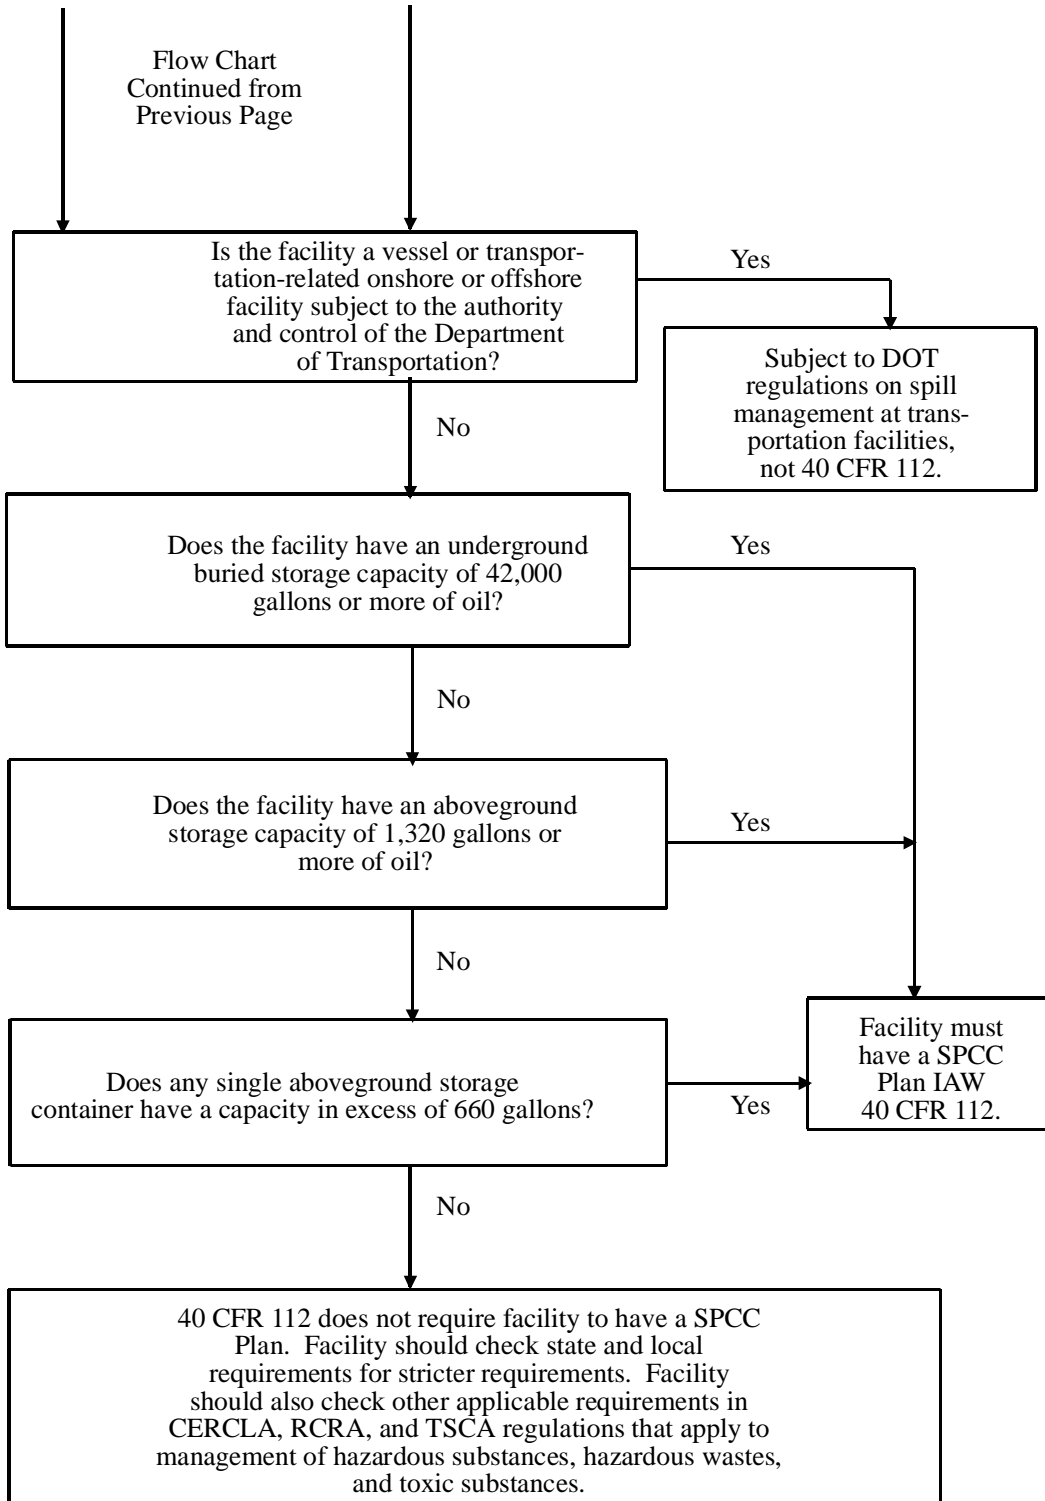 Flow Chart
Continued from
Previous Page
Is the facility a vessel or transpor-
tation-related onshore or offshore
facility subject to the authority
and control of the Department
of Transportation?
Yes
Subject to DOT
regulations on spill
management at trans-
portation facilities,
not 40 CFR 112.
No
Does the facility have an underground
buried storage capacity of 42,000
gallons or more of oil?
Yes
No
Does the facility have an aboveground
storage capacity of 1,320 gallons or
more of oil?
Yes
No
Does any single aboveground storage
container have a capacity in excess of 660 gallons?
Yes
Facility must
have a SPCC
Plan IAW
40 CFR 112.
No
40 CFR 112 does not require facility to have a SPCC
Plan.  Facility should check state and local
requirements for stricter requirements.  Facility
should also check other applicable requirements in
CERCLA, RCRA, and TSCA regulations that apply to
management of hazardous substances, hazardous wastes,
and toxic substances.